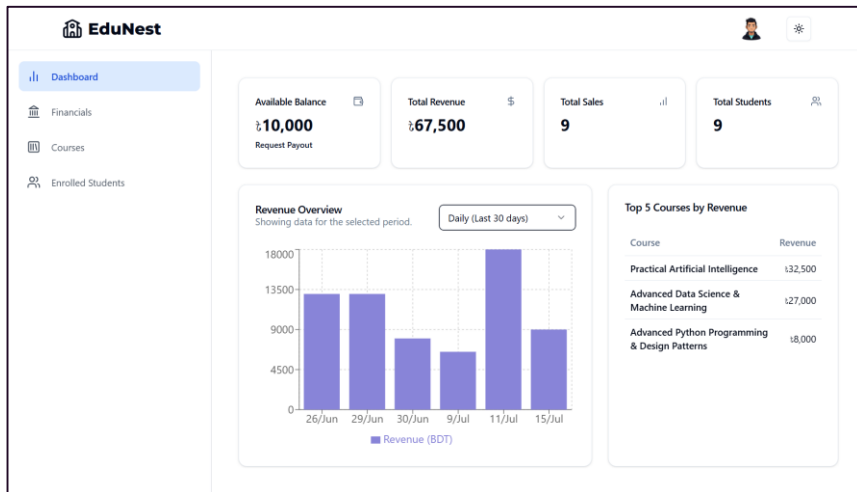 EduNest
Dashboard
Financials
Courses
Enrolled Students
Available Balance
৳10,000
Request Payout
Total Revenue
৳67,500
Total Sales
9
Total Students
9
Revenue Overview
Showing data for the selected period.
Daily (Last 30 days)
18000
13500
9000
4500
0
26/Jun 29/Jun 30/Jun 9/Jul 11/Jul 15/Jul
Revenue (BDT)
Top 5 Courses by Revenue
Course Revenue
Practical Artificial Intelligence ৳32,500
Advanced Data Science &
Machine Learning ৳27,000
Advanced Python Programming
& Design Patterns ৳8,000